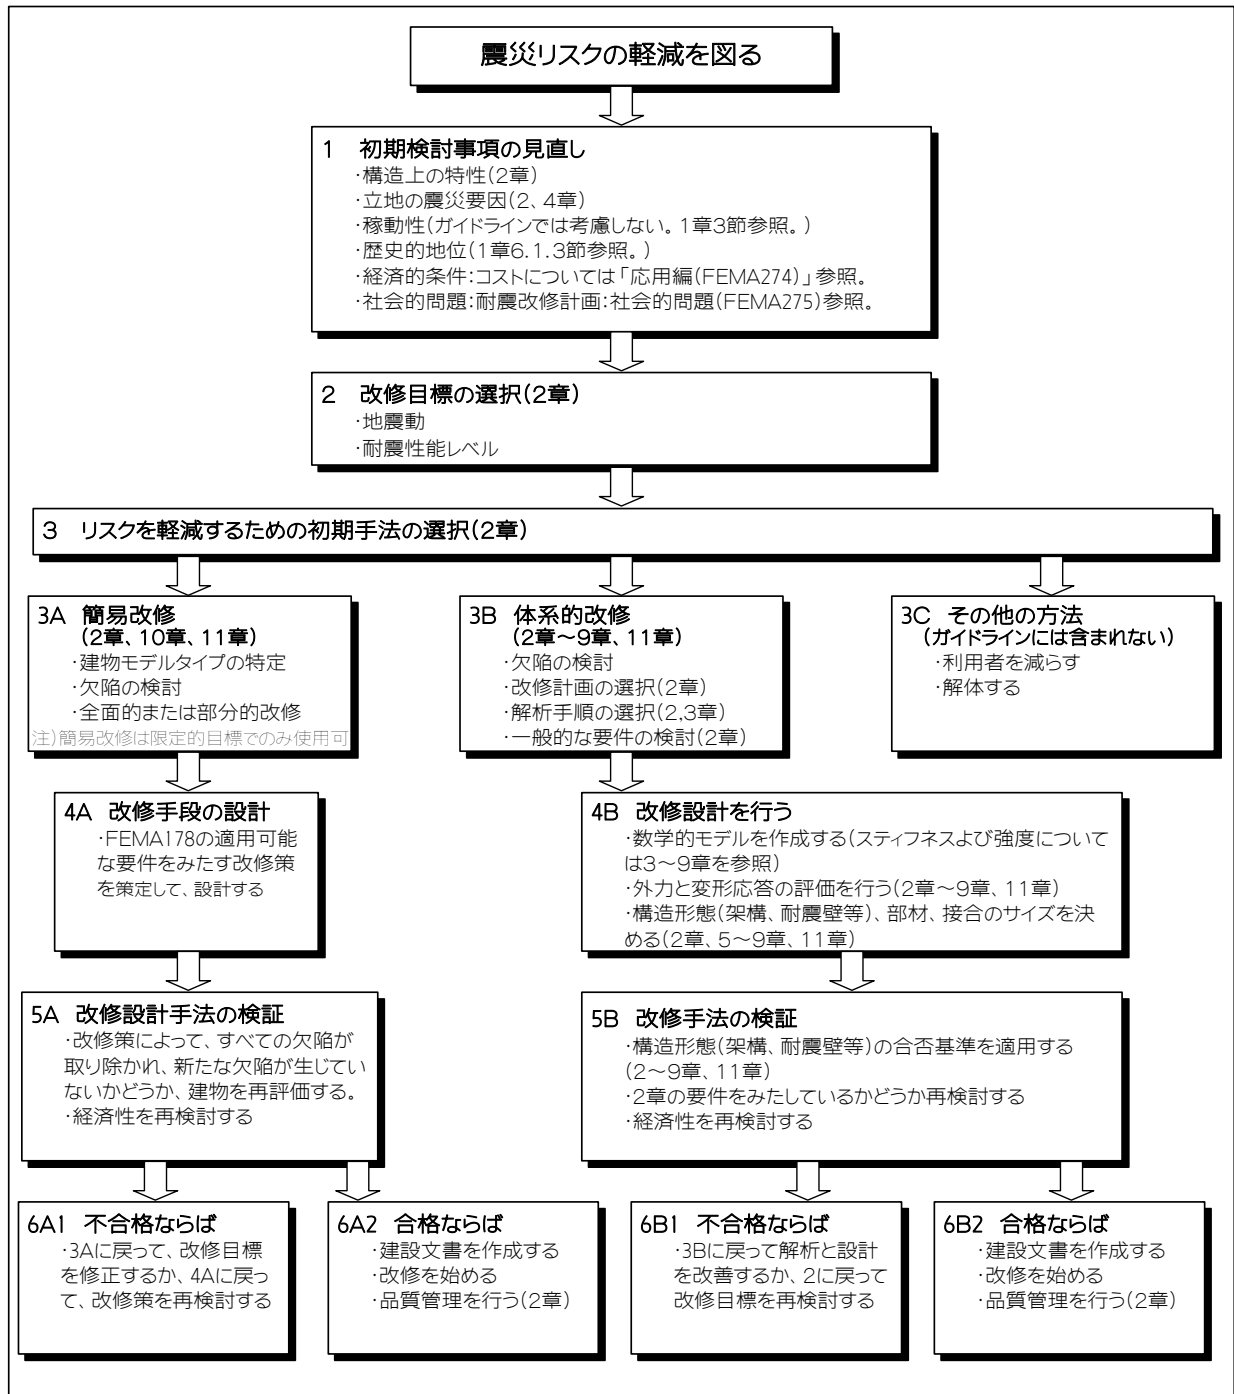 震災リスクの軽減を図る
1 初期検討事項の見直し
・構造上の特性(2章)
・立地の震災要因(2、4章)
・稼動性(ガイドラインでは考慮しない。1章3節参照。)
・歴史的地位(1章6.1.3節参照。)
・経済的条件:コストについては「応用編(FEMA274)」参照。
・社会的問題:耐震改修計画:社会的問題(FEMA275)参照。
2 改修目標の選択(2章)
・地震動
・耐震性能レベル
3 リスクを軽減するための初期手法の選択(2章)
3A 簡易改修
(2章、10章、11章)
・建物モデルタイプの特定
・欠陥の検討
・全面的または部分的改修
注)簡易改修は限定的目標でのみ使用可
3B 体系的改修
(2章~9章、11章)
・欠陥の検討
・改修計画の選択(2章)
・解析手順の選択(2,3章)
・一般的な要件の検討(2章)
3C その他の方法
(ガイドラインには含まれない)
・利用者を減らす
・解体する
4A 改修手段の設計
・FEMA178の適用可能
な要件をみたす改修策
を策定して、設計する
4B 改修設計を行う
・数学的モデルを作成する(スティフネスよび強度について
は3~9章を参照)
・外力と変形応答の評価を行う(2章~9章、11章)
・構造形態(架構、耐震壁等)、部材、接合のサイズを決
める(2章、5~9章、11章)
5A 改修設計手法の検証
・改修策によって、すべての欠陥が
取り除かれ、新たな欠陥が生じてい
ないかどうか、建物を再評価する。
・経済性を再検討する
5B 改修手法の検証
・構造形態(架構、耐震壁等)の合否基準を適用する
(2~9章、11章)
・2章の要件をみたしているかどうか再検討する
・経済性を再検討する
6A1 不合格ならば
・3Aに戻って、改修目標
を修正するか、4Aに戻っ
て、改修策を再検討する
6A2 合格ならば
・建設文書を作成する
・改修を始める
・品質管理を行う(2章)
6B1 不合格ならば
・3Bに戻って解析と設計
を改善するか、2に戻って
改修目標を再検討する
6B2 合格ならば
・建設文書を作成する
・改修を始める
・品質管理を行う(2章)